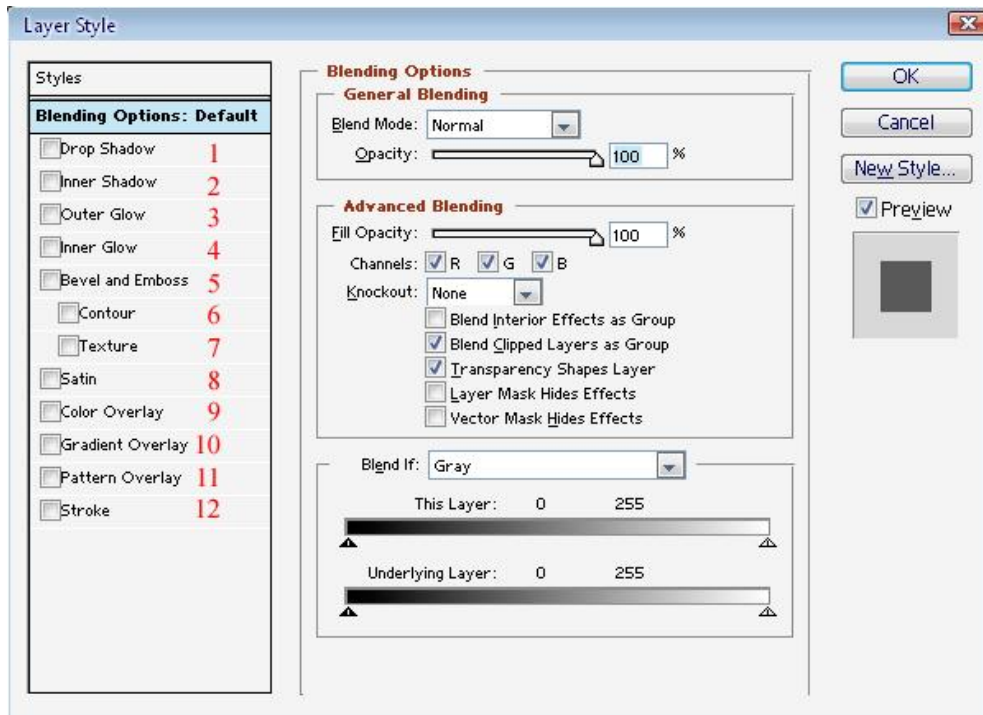 Layer Style
Styles
Blending Options: Default
Drop Shadow 1
Inner Shadow 2
Outer Glow 3
Inner Glow 4
Bevel and Emboss 5
Contour 6
Texture 7
Satin 8
Color Overlay 9
Gradient Overlay 10
Pattern Overlay 11
Stroke 12
Blending Options
General Blending
Blend Mode: Normal
Opacity: 100 %
Advanced Blending
Fill Opacity: 100 %
Channels: R G B
Knockout: None
Blend Interior Effects as Group
Blend Clipped Layers as Group
Transparency Shapes Layer
Layer Mask Hides Effects
Vector Mask Hides Effects
Blend If: Gray
This Layer: 0 255
Underlying Layer: 0 255
OK
Cancel
New Style...
Preview